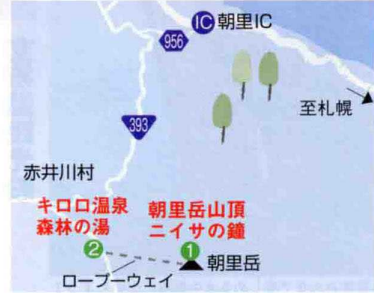 IC 朝里IC
956
至札幌
393
赤井川村
キロロ温泉
森林の湯
朝里岳山頂
ニイサの鐘
2
1
朝里岳
ロープーウェイ